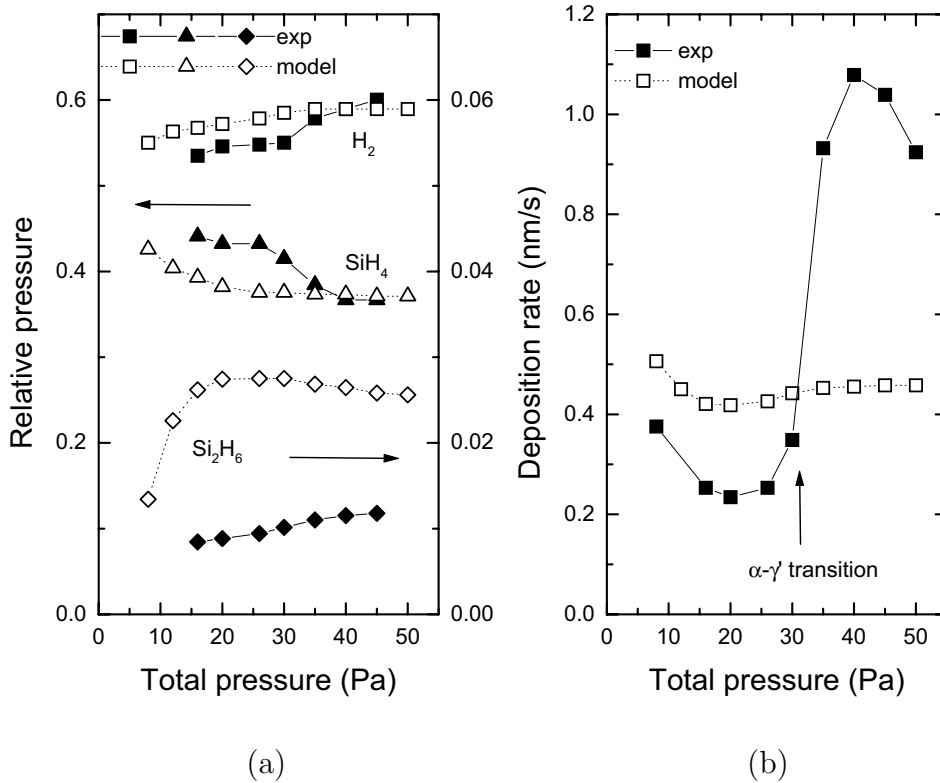 exp
model
0.6
0.4
0.2
0.0
0.06
0.04
0.02
0.00
H2
SiH4
Si2H6
Relative pressure
0 10 20 30 40 50
Total pressure (Pa)
(a)
1.2
1.0
0.8
0.6
0.4
0.2
0.0
exp
model
α-γ' transition
Deposition rate (nm/s)
0 10 20 30 40 50
Total pressure (Pa)
(b)